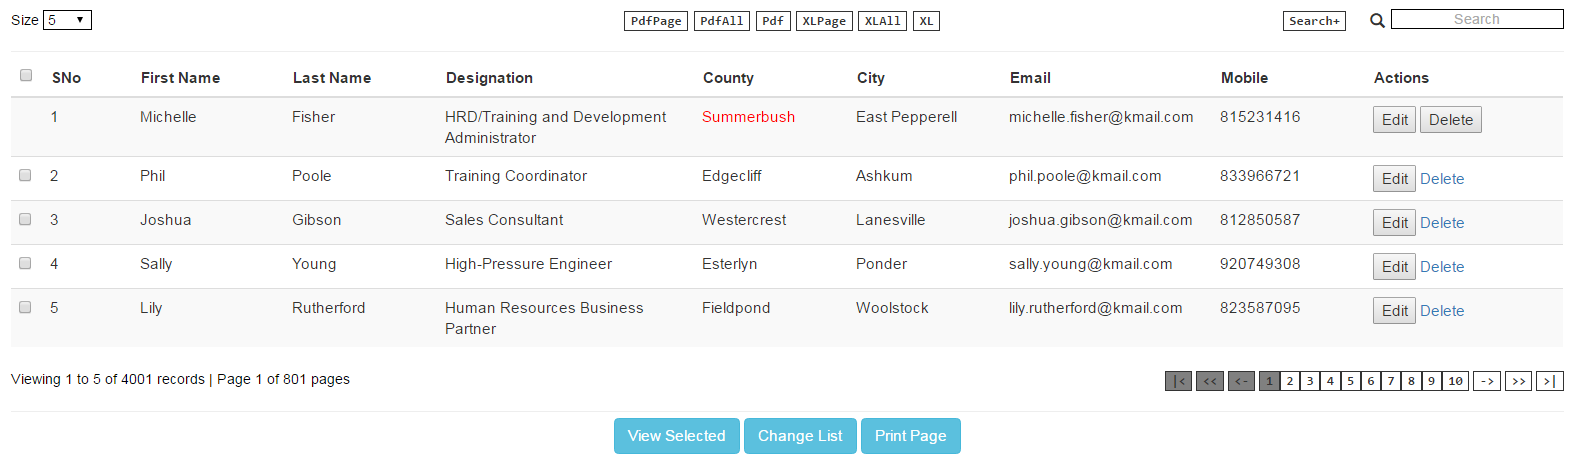 Size 5 PdfPage PdfAll Pdf XLPage XLAll XL Search+ Search
SNo First Name Last Name Designation County City Email Mobile Actions
1 Michelle Fisher HRD/Training and Development Summerbush East Pepperell michelle.fisher@kmail.com 815231416 Edit Delete
Administrator
2 Phil Poole Training Coordinator Edgecliff Ashkum phil.poole@kmail.com 833966721 Edit Delete
3 Joshua Gibson Sales Consultant Westercrest Lanesville joshua.gibson@kmail.com 812850587 Edit Delete
4 Sally Young High-Pressure Engineer Esterlyn Ponder sally.young@kmail.com 920749308 Edit Delete
5 Lily Rutherford Human Resources Business Fieldpond Woolstock lily.rutherford@kmail.com 823587095 Edit Delete
Partner
Viewing 1 to 5 of 4001 records | Page 1 of 801 pages |< << <- 1 2 3 4 5 6 7 8 9 10 -> >> >|
View Selected Change List Print Page